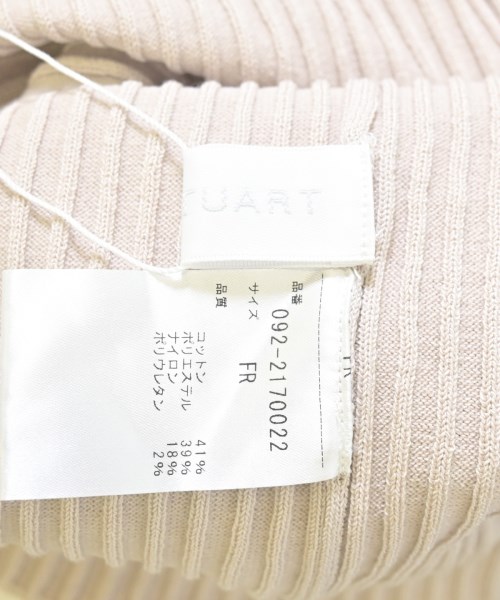 TUART
品番 092-2170022
サイズ FR
品質
コットン 41%
ポリエステル 39%
ナイロン 18%
ポリウレタン 2%